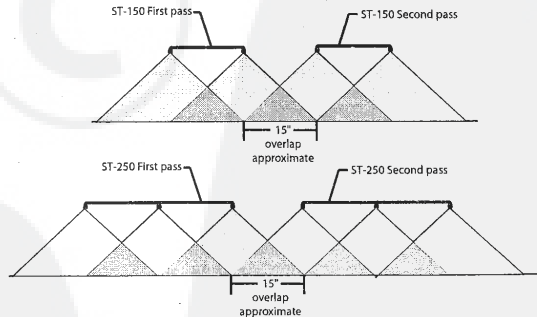 ST-150 First pass
ST-150 Second pass
15"
overlap
approximate
ST-250 First pass
ST-250 Second pass
15"
overlap
approximate